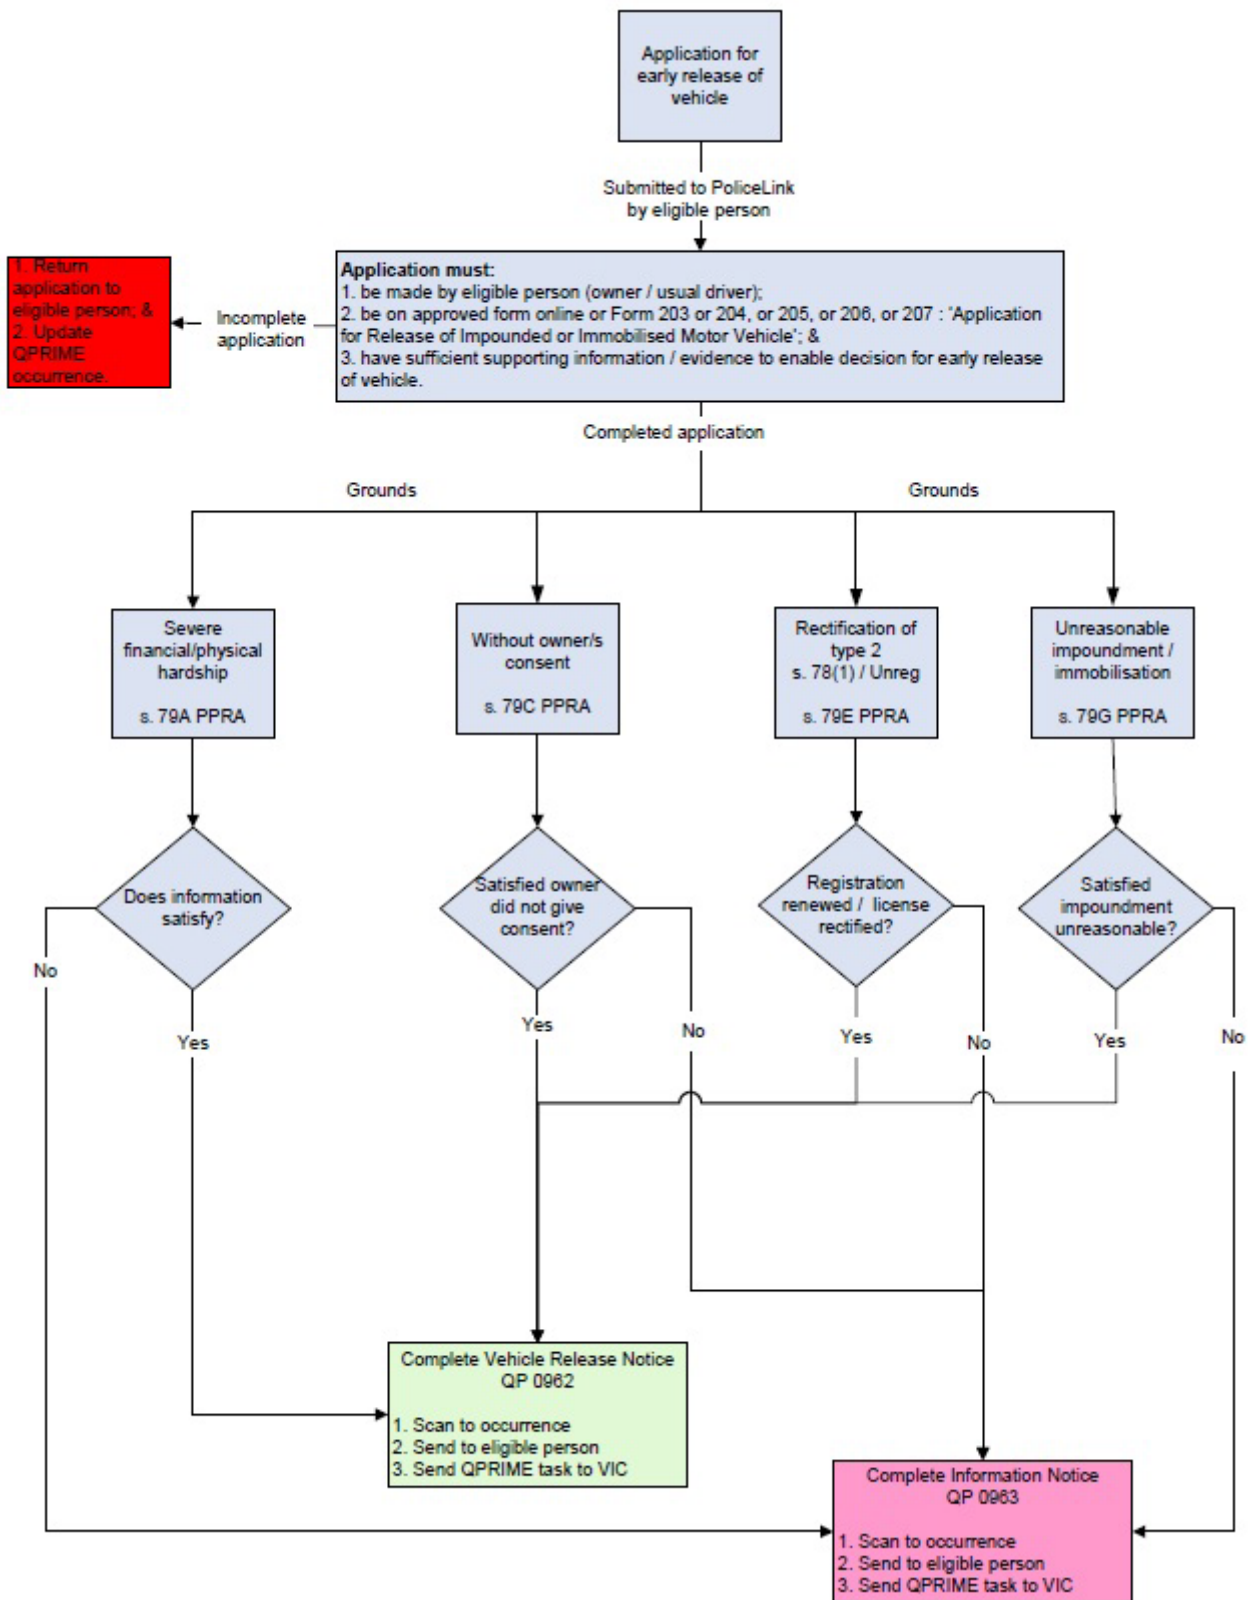 Application for
early release of
vehicle
Submitted to PoliceLink
by eligible person
1. Return
application to
eligible person; &
2. Update
QPRIME
occurrence.
Incomplete
application
Application must:
1. be made by eligible person (owner / usual driver);
2. be on approved form online or Form 203 or 204, or 205, or 206, or 207 : 'Application
for Release of Impounded or Immobilised Motor Vehicle'; &
3. have sufficient supporting information / evidence to enable decision for early release
of vehicle.
Completed application
Grounds
Grounds
Severe
financial/physical
hardship
s. 79A PPRA
Without owner/s
consent
s. 79C PPRA
Rectification of
type 2
s. 78(1) / Unreg
s. 79E PPRA
Unreasonable
impoundment /
immobilisation
s. 79G PPRA
Does information
satisfy?
Satisfied owner
did not give
consent?
Registration
renewed / license
rectified?
Satisfied
impoundment
unreasonable?
No
Yes
Yes
No
Yes
No
Yes
No
Complete Vehicle Release Notice
QP 0962
1. Scan to occurrence
2. Send to eligible person
3. Send QPRIME task to VIC
Complete Information Notice
QP 0963
1. Scan to occurrence
2. Send to eligible person
3. Send QPRIME task to VIC